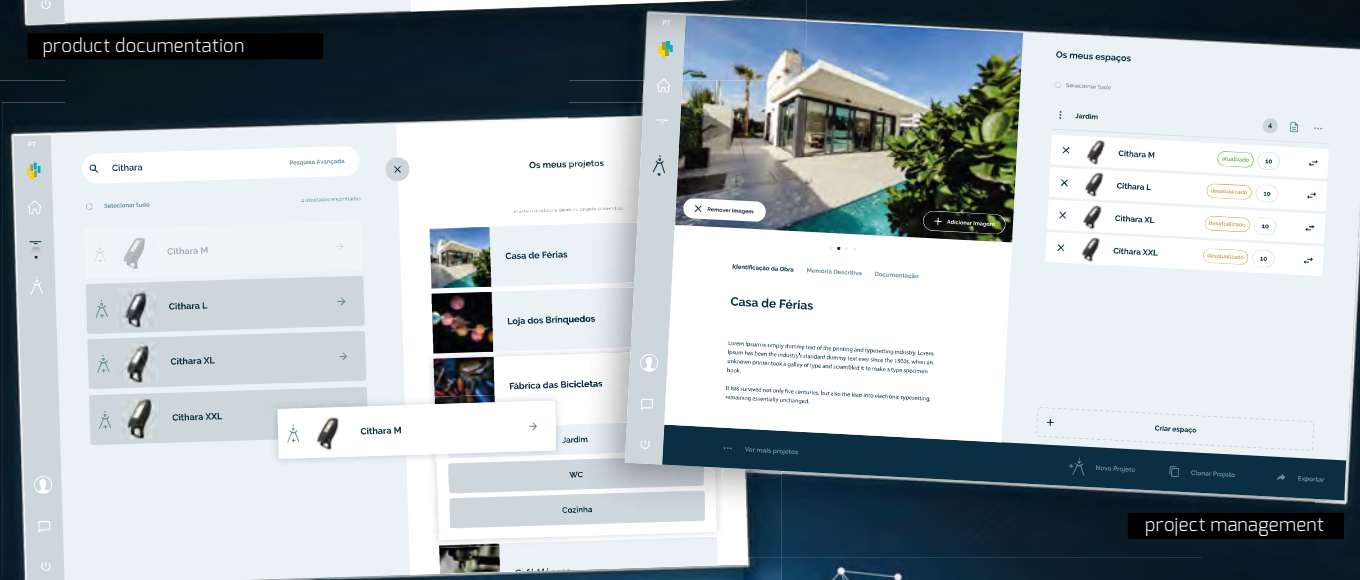 product documentation
PT
Cithara
Pesquisa Avançada
Selecionar tudo
4 resultados encontrados
Cithara M
Cithara L
Cithara XL
Cithara XXL
Cithara M
Os meus projetos
Casa de Férias
Loja dos Brinquedos
Fábrica das Bicicletas
Jardim
WC
Cozinha
PT
Remover Imagem
Adicionar Imagem
Identificação da Obra Memória Descritiva Documentação
Casa de Férias
Lorem Ipsum is simply dummy text of the printing and typesetting industry. Lorem
Ipsum has been the industry's standard dummy text ever since the 1500s, when an
unknown printer took a galley of type and scrambled it to make a type specimen
book.
It has survived not only five centuries, but also the leap into electronic typesetting,
remaining essentially unchanged.
Os meus espaços
Selecionar tudo
Jardim 4
Cithara M atualizado 10
Cithara L desatualizado 10
Cithara XL desatualizado 10
Cithara XXL desatualizado 10
Criar espaço
Ver mais projetos
Novo Projeto
Clonar Projeto
Exportar
project management